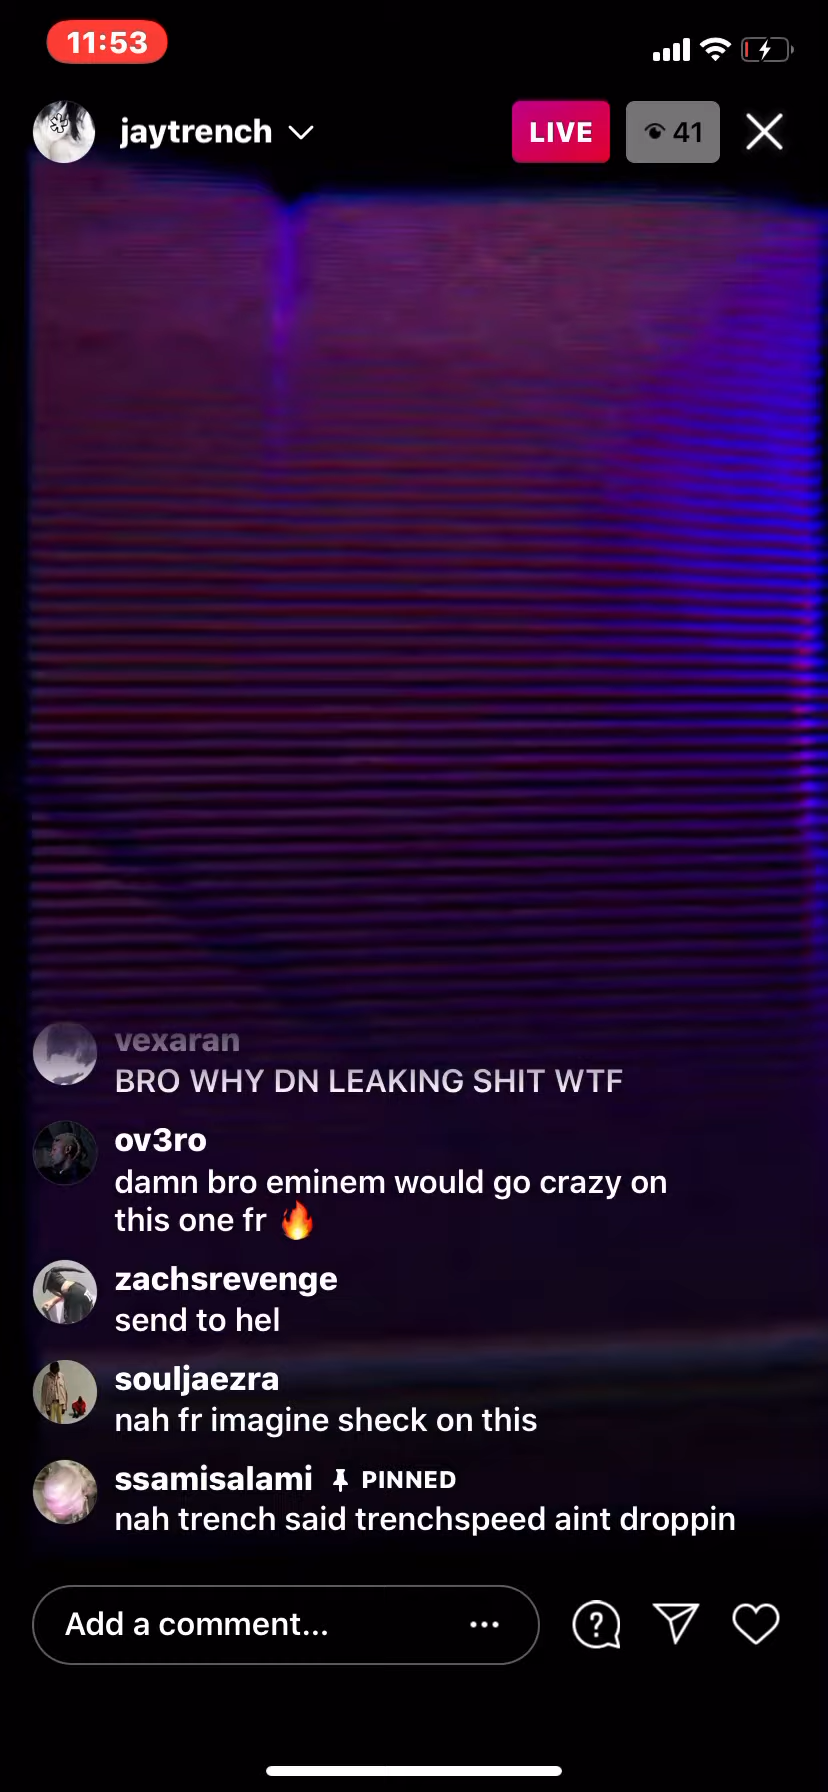 11:53
jaytrench
LIVE
41
vexaran
BRO WHY DN LEAKING SHIT WTF
ov3ro
damn bro eminem would go crazy on
this one fr 🔥
zachsrevenge
send to hel
souljaezra
nah fr imagine sheck on this
ssamisalami PINNED
nah trench said trenchspeed aint droppin
Add a comment...